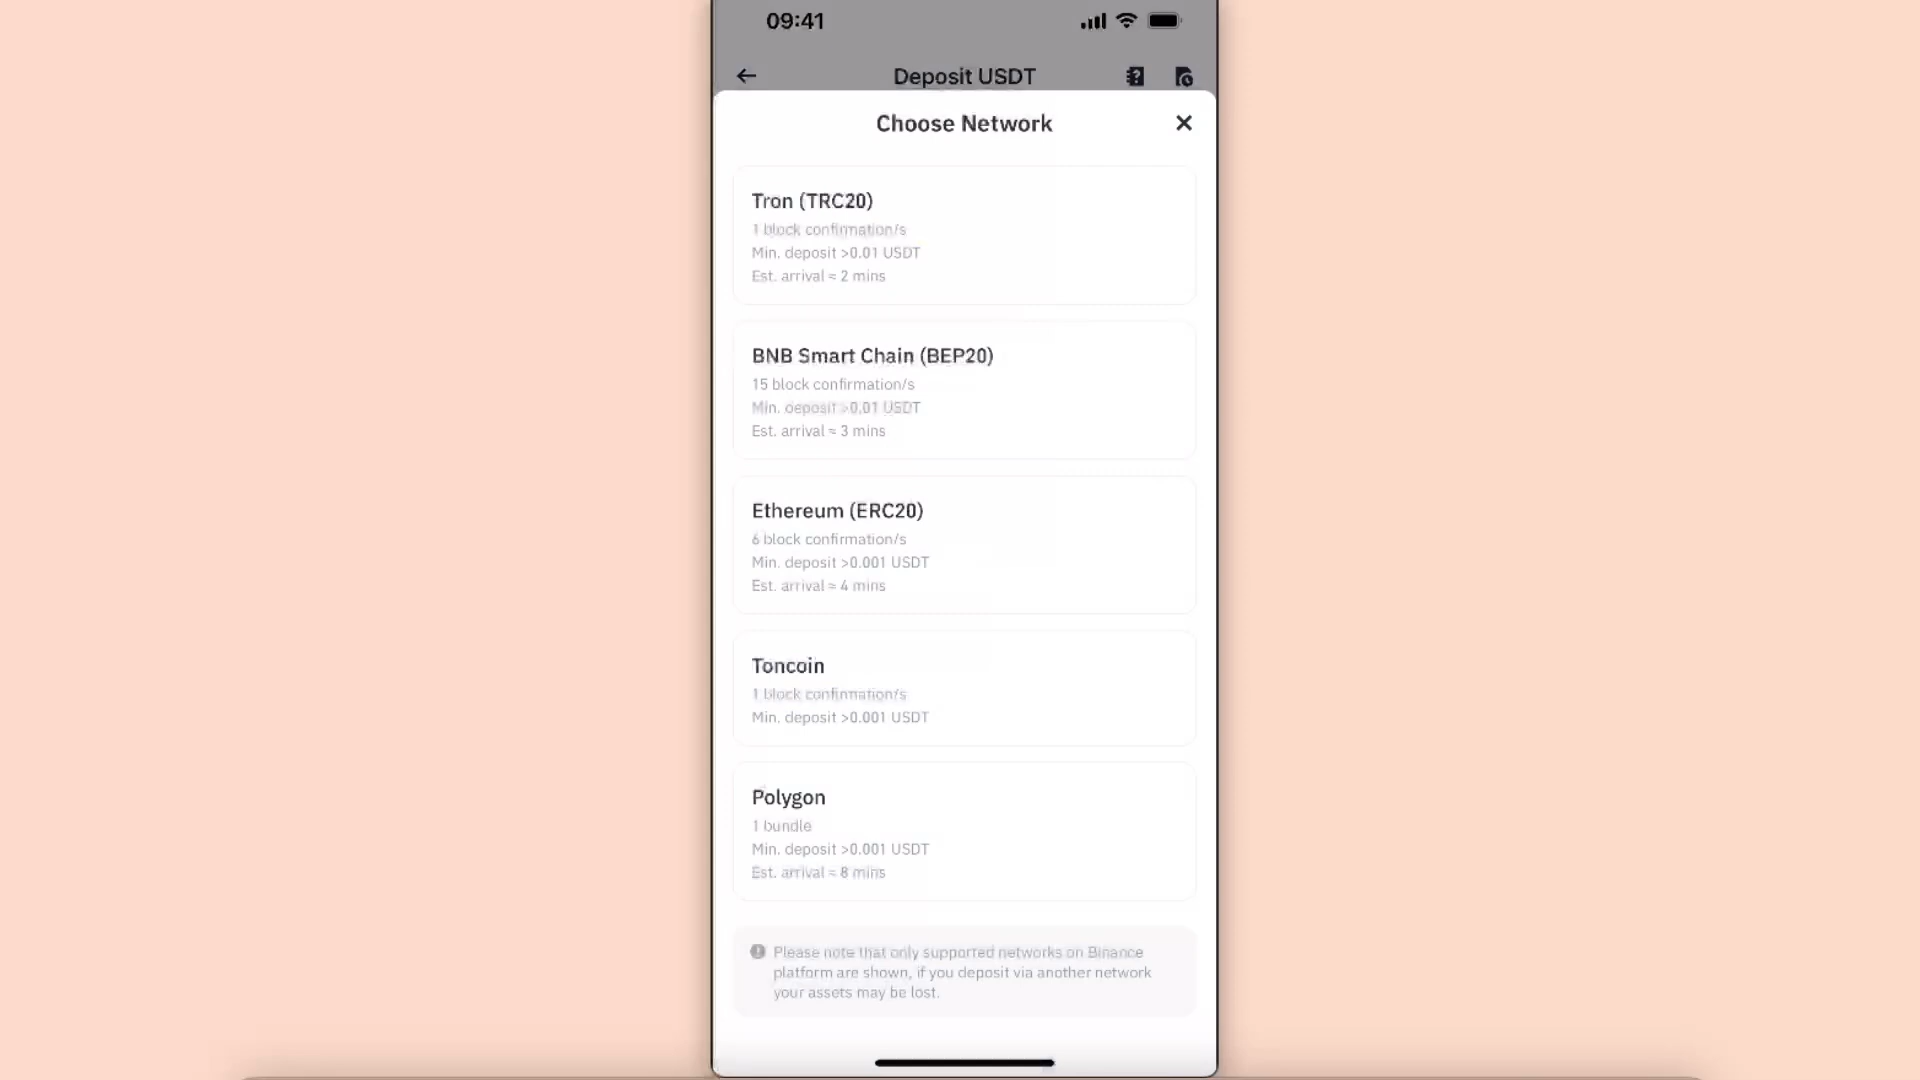 09:41
Deposit USDT
Choose Network
Tron (TRC20)
1 block confirmation/s
Min. deposit >0.01 USDT
Est. arrival ≈ 2 mins
BNB Smart Chain (BEP20)
15 block confirmation/s
Min. deposit >0.01 USDT
Est. arrival ≈ 3 mins
Ethereum (ERC20)
6 block confirmation/s
Min. deposit >0.001 USDT
Est. arrival ≈ 4 mins
Toncoin
1 block confirmation/s
Min. deposit >0.001 USDT
Polygon
1 bundle
Min. deposit >0.001 USDT
Est. arrival ≈ 8 mins
Please note that only supported networks on Binance
platform are shown, if you deposit via another network
your assets may be lost.